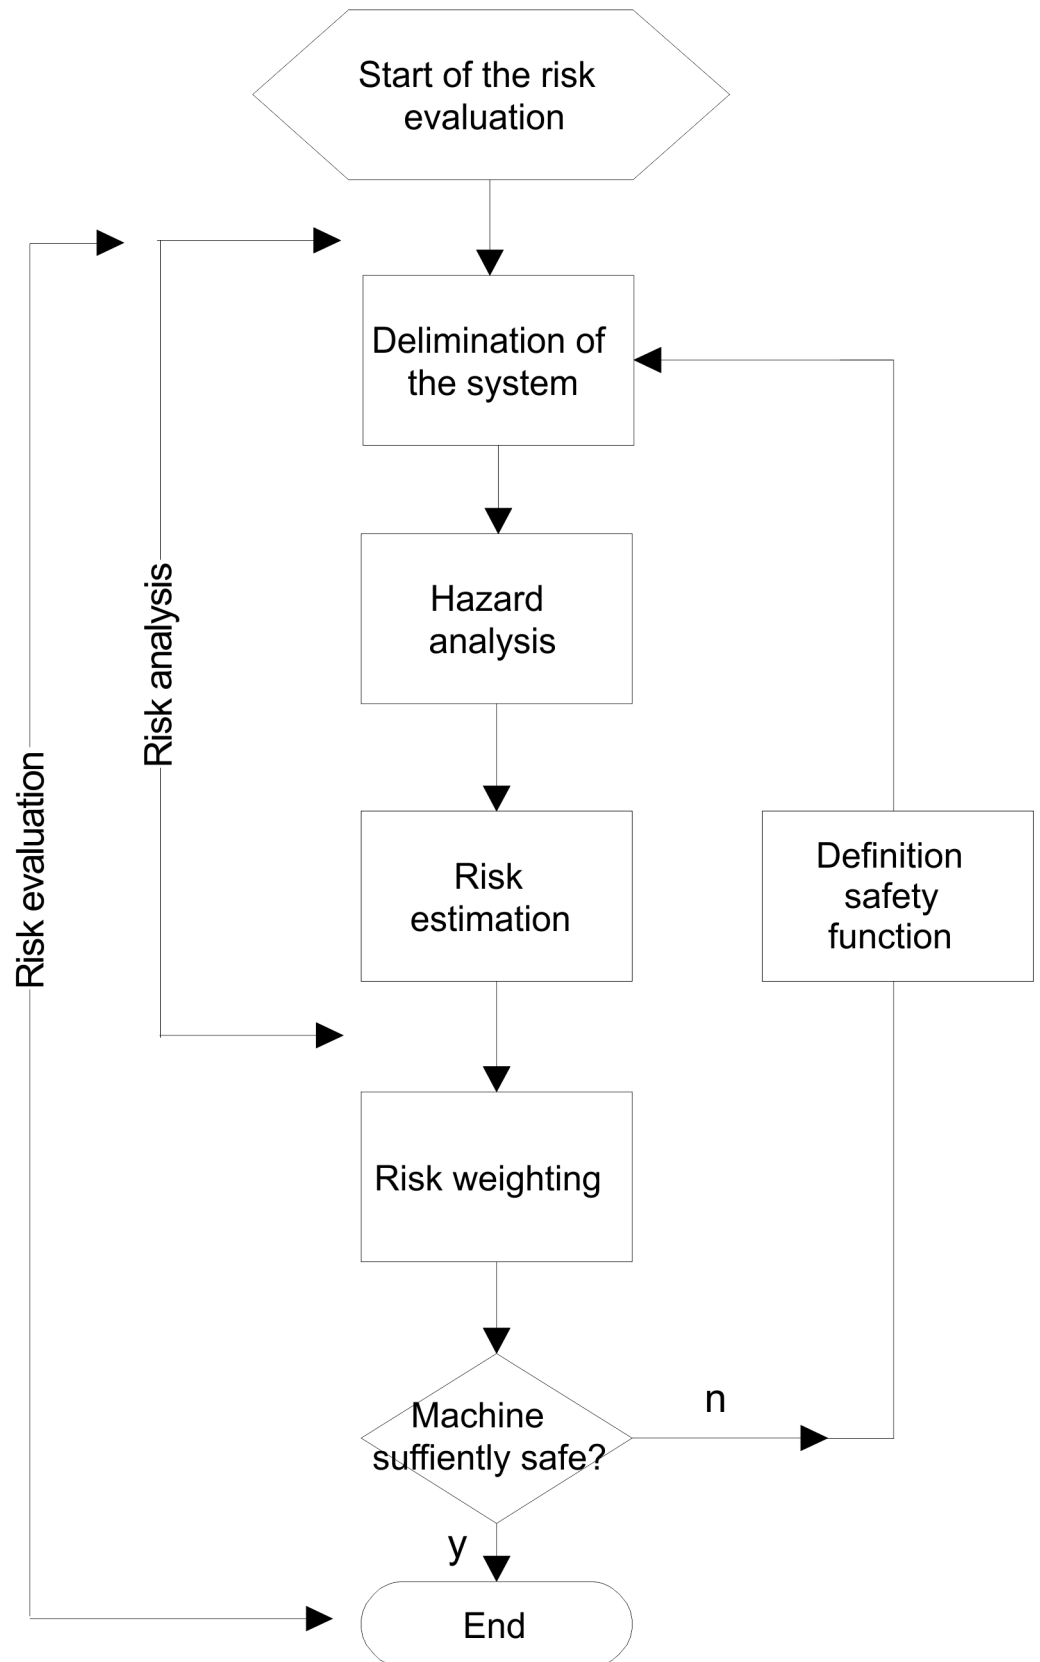 Start of the risk
evaluation
Delimination of
the system
Hazard
analysis
Risk analysis
Risk
estimation
Risk evaluation
Definition
safety
function
Risk weighting
Machine
suffiently safe?
n
y
End